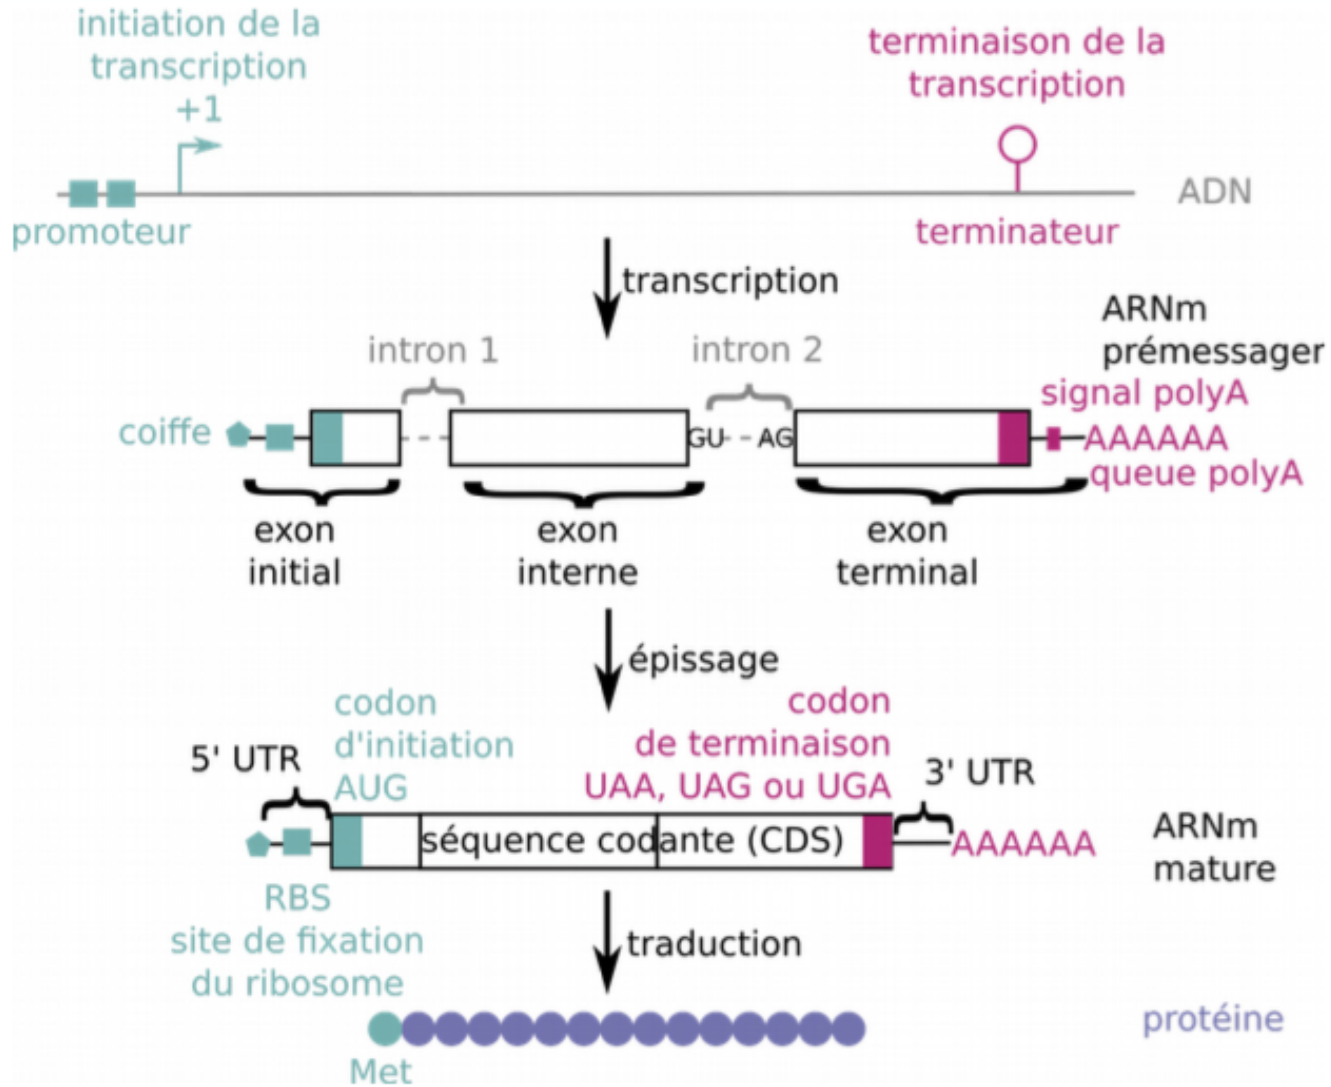 initiation de la
transcription
+1
terminaison de la
transcription
ADN
promoteur
terminateur
transcription
ARNm
prémessager
intron 1
intron 2
signal polyA
coiffe
GU
AG
AAAAAA
queue polyA
exon
initial
exon
interne
exon
terminal
épissage
codon
d'initiation
AUG
codon
de terminaison
UAA, UAG ou UGA
5' UTR
3' UTR
séquence codante (CDS)
AAAAAA
ARNm
mature
RBS
site de fixation
du ribosome
traduction
protéine
Met